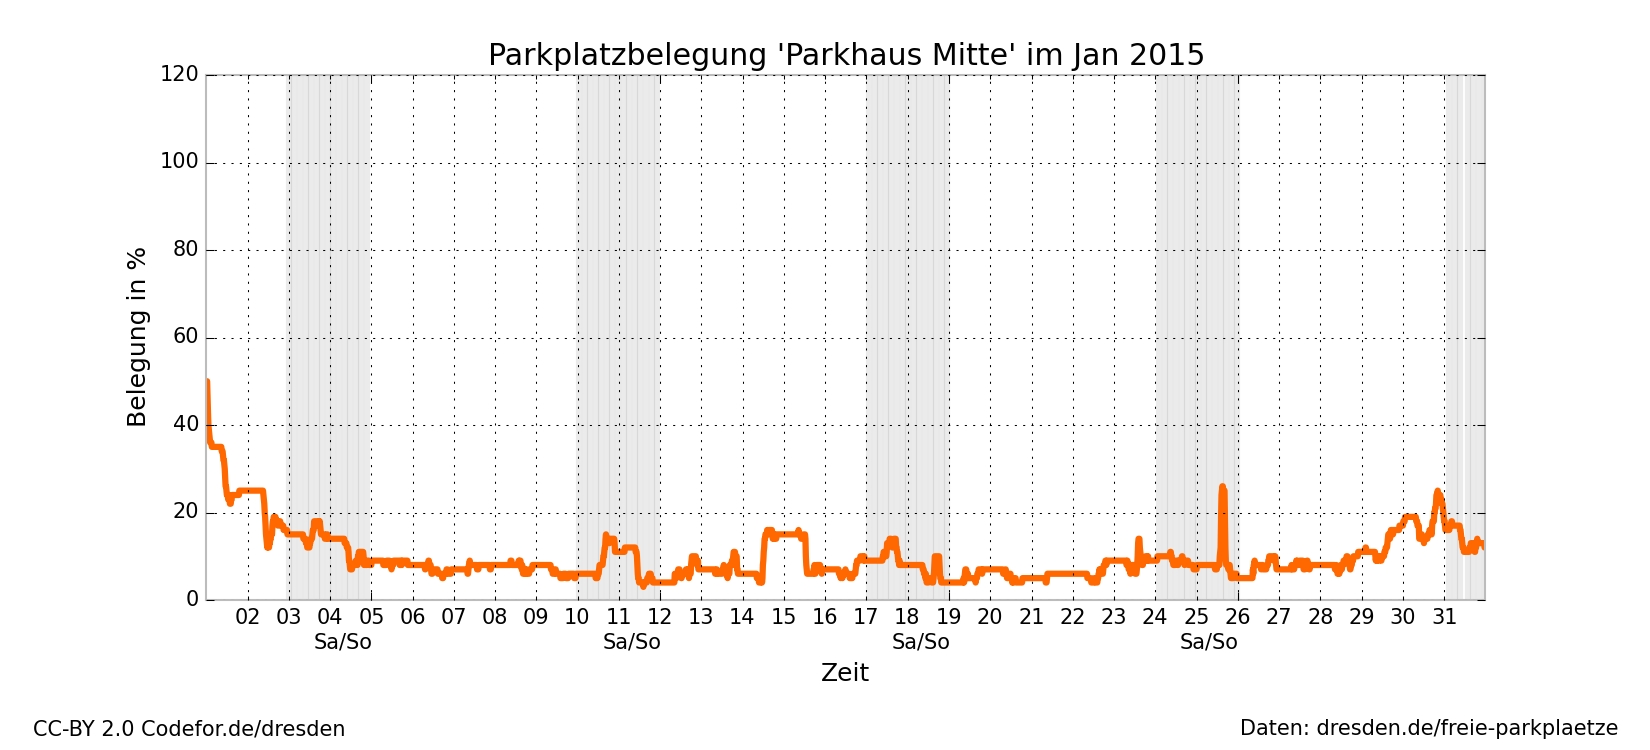 Parkplatzbelegung 'Parkhaus Mitte' im Jan 2015
120
100
80
60
40
20
0
Belegung in %
02 03 04 05 06 07 08 09 10 11 12 13 14 15 16 17 18 19 20 21 22 23 24 25 26 27 28 29 30 31
Sa/So Sa/So Sa/So Sa/So
Zeit
CC-BY 2.0 Codefor.de/dresden
Daten: dresden.de/freie-parkplaetze